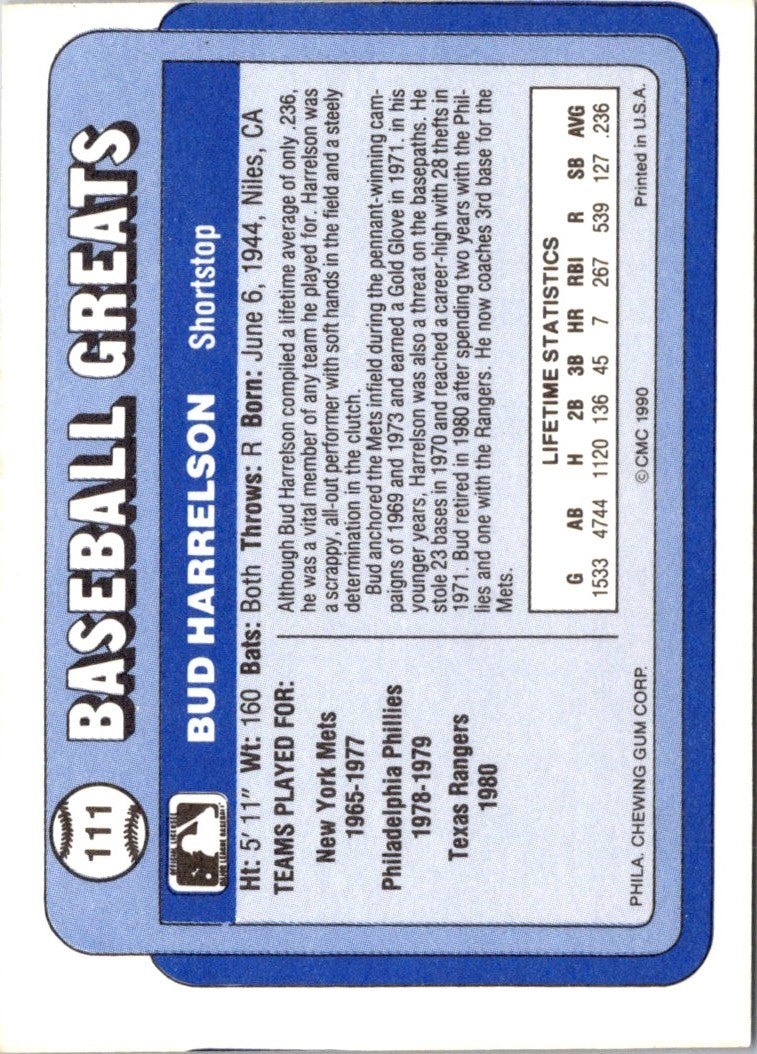 111
BASEBALL GREATS
OFFICIAL LICENSEE
MAJOR LEAGUE BASEBALL
BUD HARRELSON Shortstop
Ht: 5' 11" Wt: 160 Bats: Both Throws: R Born: June 6, 1944, Niles, CA
TEAMS PLAYED FOR:
New York Mets
1965-1977
Philadelphia Phillies
1978-1979
Texas Rangers
1980
Although Bud Harrelson compiled a lifetime average of only .236,
he was a vital member of any team he played for. Harrelson was
a scrappy, all-out performer with soft hands in the field and a steely
determination in the clutch.
Bud anchored the Mets infield during the pennant-winning cam-
paigns of 1969 and 1973 and earned a Gold Glove in 1971. in his
younger years, Harrelson was also a threat on the basepaths. He
stole 23 bases in 1970 and reached a career-high with 28 thefts in
1971. Bud retired in 1980 after spending two years with the Phil-
lies and one with the Rangers. He now coaches 3rd base for the
Mets.
LIFETIME STATISTICS
G AB H 2B 3B HR RBI R SB AVG
1533 4744 1120 136 45 7 267 539 127 .236
PHILA. CHEWING GUM CORP. ©CMC 1990 Printed in U.S.A.